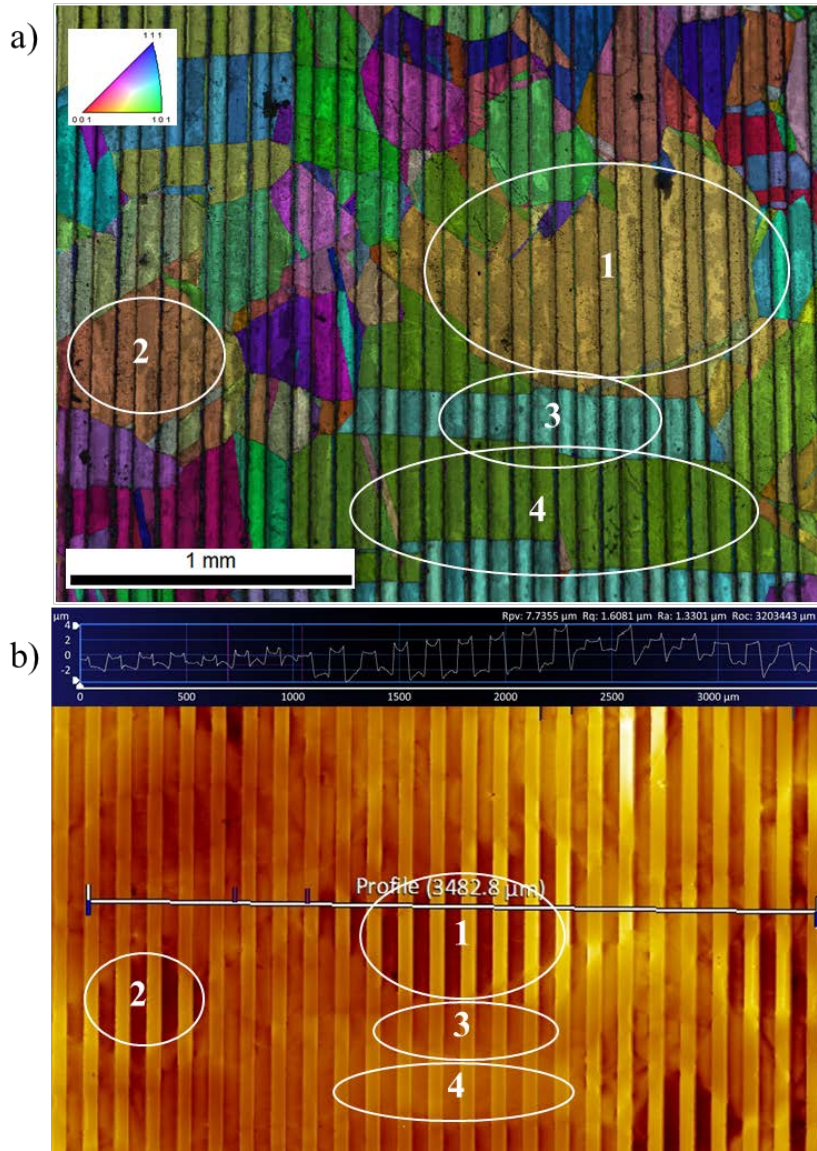 a)
1 1 1
0 0 1 1 0 1
1
2
3
4
1 mm
b)
µm Rpv: 7.7355 µm Rq: 1.6081 µm Ra: 1.3301 µm Roc: 3203443 µm
4
2
0
-2
0 500 1000 1500 2000 2500 3000 µm
Profile (3482.8 µm)
1
2
3
4